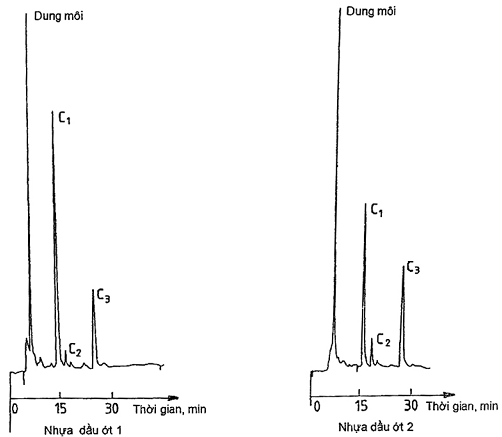 Dung môi
C1
C2
C3
0 15 30 Thời gian, min
Nhựa dầu ớt 1
Dung môi
C1
C2
C3
0 15 30 Thời gian, min
Nhựa dầu ớt 2